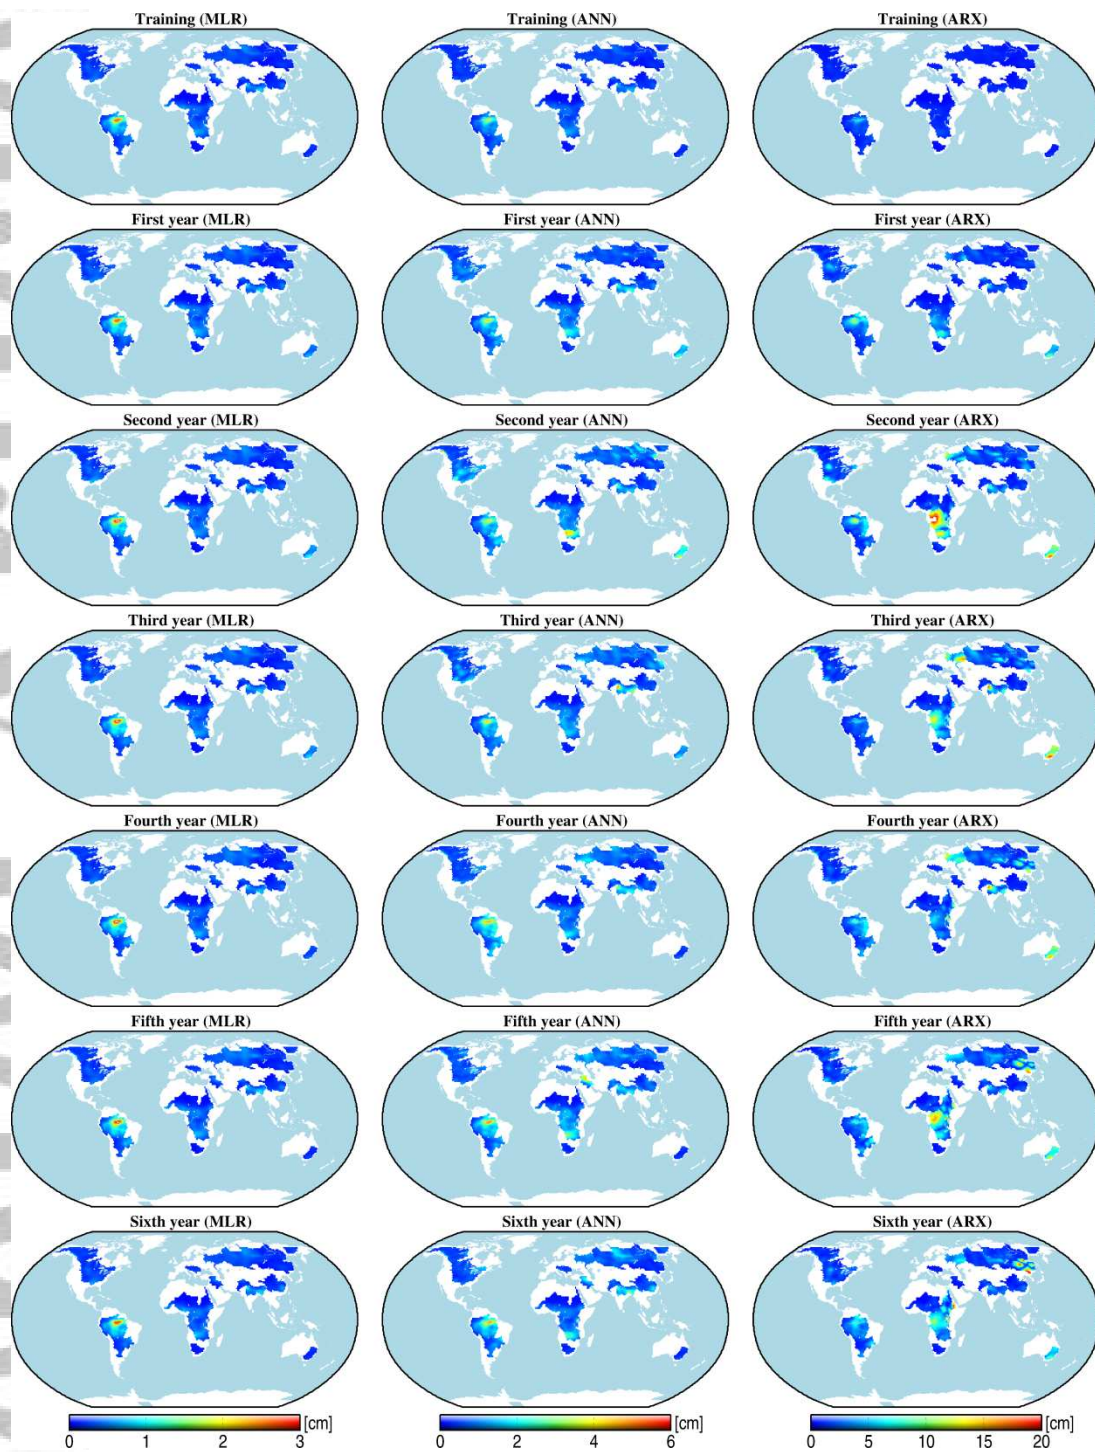 Training (MLR) Training (ANN) Training (ARX)
First year (MLR) First year (ANN) First year (ARX)
Second year (MLR) Second year (ANN) Second year (ARX)
Third year (MLR) Third year (ANN) Third year (ARX)
Fourth year (MLR) Fourth year (ANN) Fourth year (ARX)
Fifth year (MLR) Fifth year (ANN) Fifth year (ARX)
Sixth year (MLR) Sixth year (ANN) Sixth year (ARX)
[cm] [cm] [cm]
0 1 2 3 0 2 4 6 0 5 10 15 20